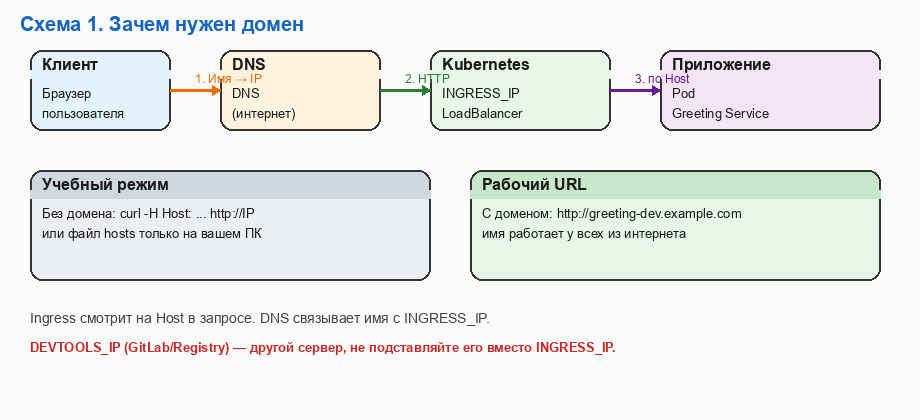 Схема 1. Зачем нужен домен
Клиент
Браузер
пользователя
1. Имя → IP
DNS
DNS
(интернет)
2. HTTP
Kubernetes
INGRESS_IP
LoadBalancer
3. по Host
Приложение
Pod
Greeting Service
Учебный режим
Без домена: curl -H Host: ... http://IP
или файл hosts только на вашем ПК
Рабочий URL
С доменом: http://greeting-dev.example.com
имя работает у всех из интернета
Ingress смотрит на Host в запросе. DNS связывает имя с INGRESS_IP.
DEVTOOLS_IP (GitLab/Registry) — другой сервер, не подставляйте его вместо INGRESS_IP.